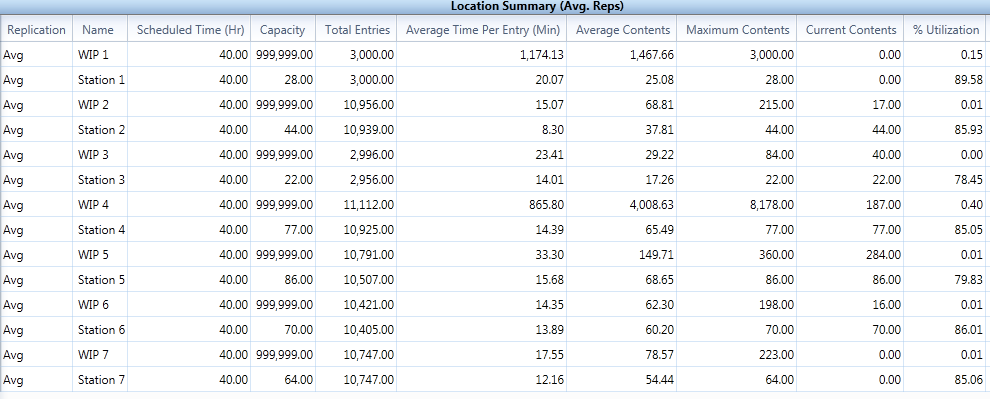 Location Summary (Avg. Reps)
Replication Name Scheduled Time (Hr) Capacity Total Entries Average Time Per Entry (Min) Average Contents Maximum Contents Current Contents % Utilization
Avg WIP 1 40.00 999,999.00 3,000.00 1,174.13 1,467.66 3,000.00 0.00 0.15
Avg Station 1 40.00 28.00 3,000.00 20.07 25.08 28.00 0.00 89.58
Avg WIP 2 40.00 999,999.00 10,956.00 15.07 68.81 215.00 17.00 0.01
Avg Station 2 40.00 44.00 10,939.00 8.30 37.81 44.00 44.00 85.93
Avg WIP 3 40.00 999,999.00 2,996.00 23.41 29.22 84.00 40.00 0.00
Avg Station 3 40.00 22.00 2,956.00 14.01 17.26 22.00 22.00 78.45
Avg WIP 4 40.00 999,999.00 11,112.00 865.80 4,008.63 8,178.00 187.00 0.40
Avg Station 4 40.00 77.00 10,925.00 14.39 65.49 77.00 77.00 85.05
Avg WIP 5 40.00 999,999.00 10,791.00 33.30 149.71 360.00 284.00 0.01
Avg Station 5 40.00 86.00 10,507.00 15.68 68.65 86.00 86.00 79.83
Avg WIP 6 40.00 999,999.00 10,421.00 14.35 62.30 198.00 16.00 0.01
Avg Station 6 40.00 70.00 10,405.00 13.89 60.20 70.00 70.00 86.01
Avg WIP 7 40.00 999,999.00 10,747.00 17.55 78.57 223.00 0.00 0.01
Avg Station 7 40.00 64.00 10,747.00 12.16 54.44 64.00 0.00 85.06